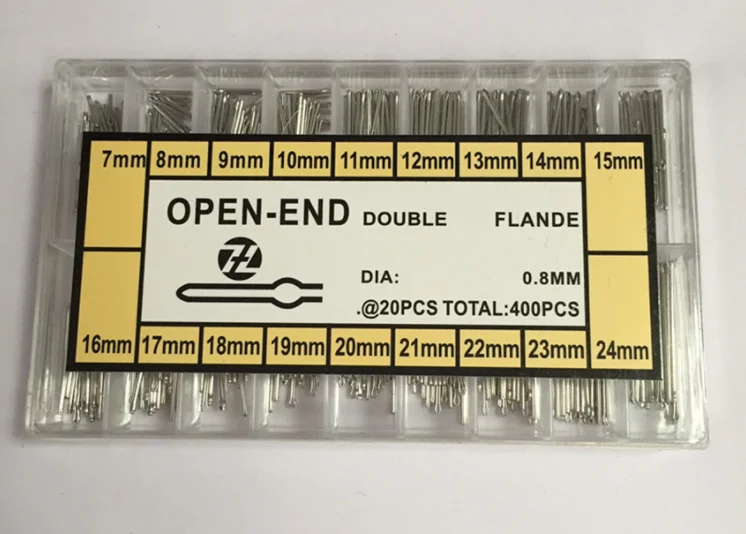 7mm 8mm 9mm 10mm 11mm 12mm 13mm 14mm 15mm
OPEN-END DOUBLE FLANDE
DIA: 0.8MM
.@20PCS TOTAL:400PCS
16mm 17mm 18mm 19mm 20mm 21mm 22mm 23mm 24mm